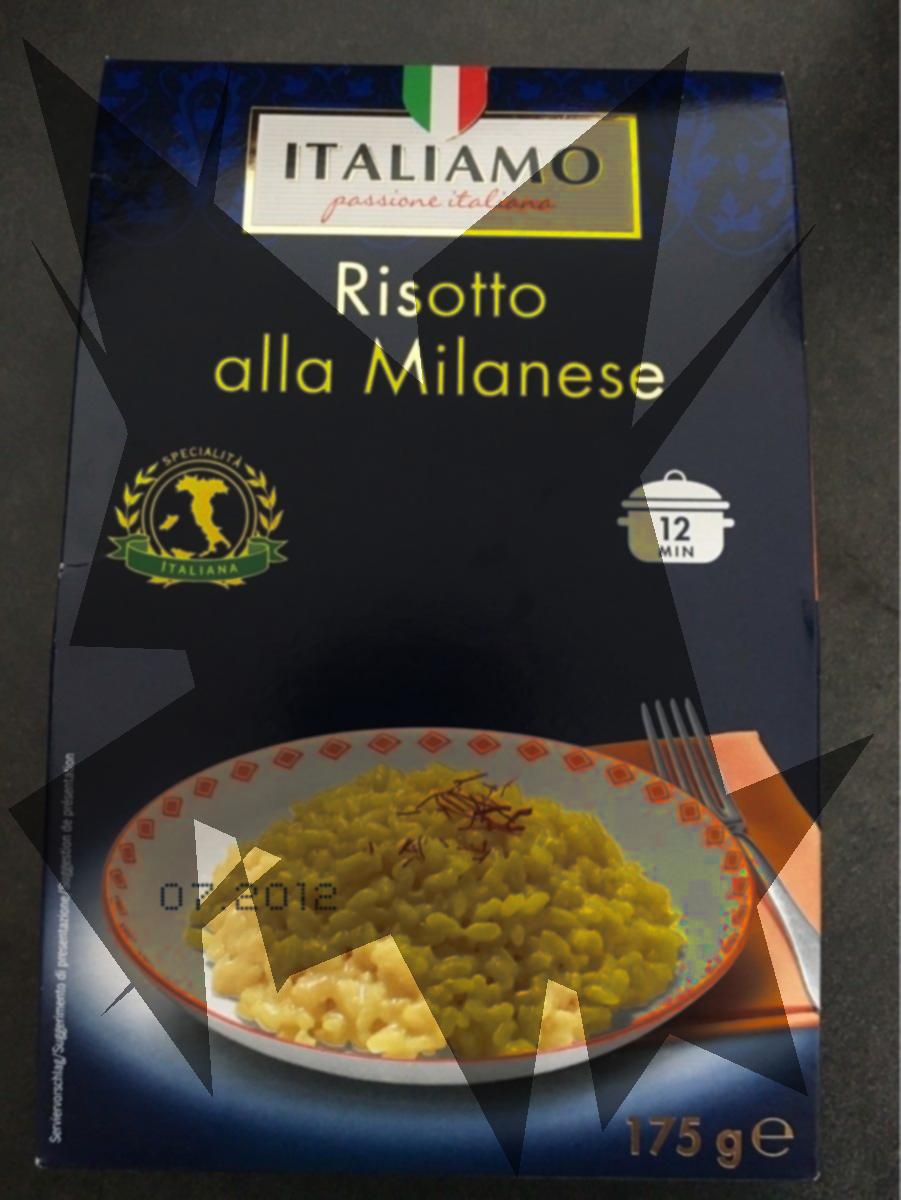 ITALIAMO
passione italiana
Risotto
alla Milanese
SPECIALITÀ
ITALIANA
12
MIN
07.2012
Serviervorschlag/Suggerimento di presentazione/Suggestion de présentation
175 g e